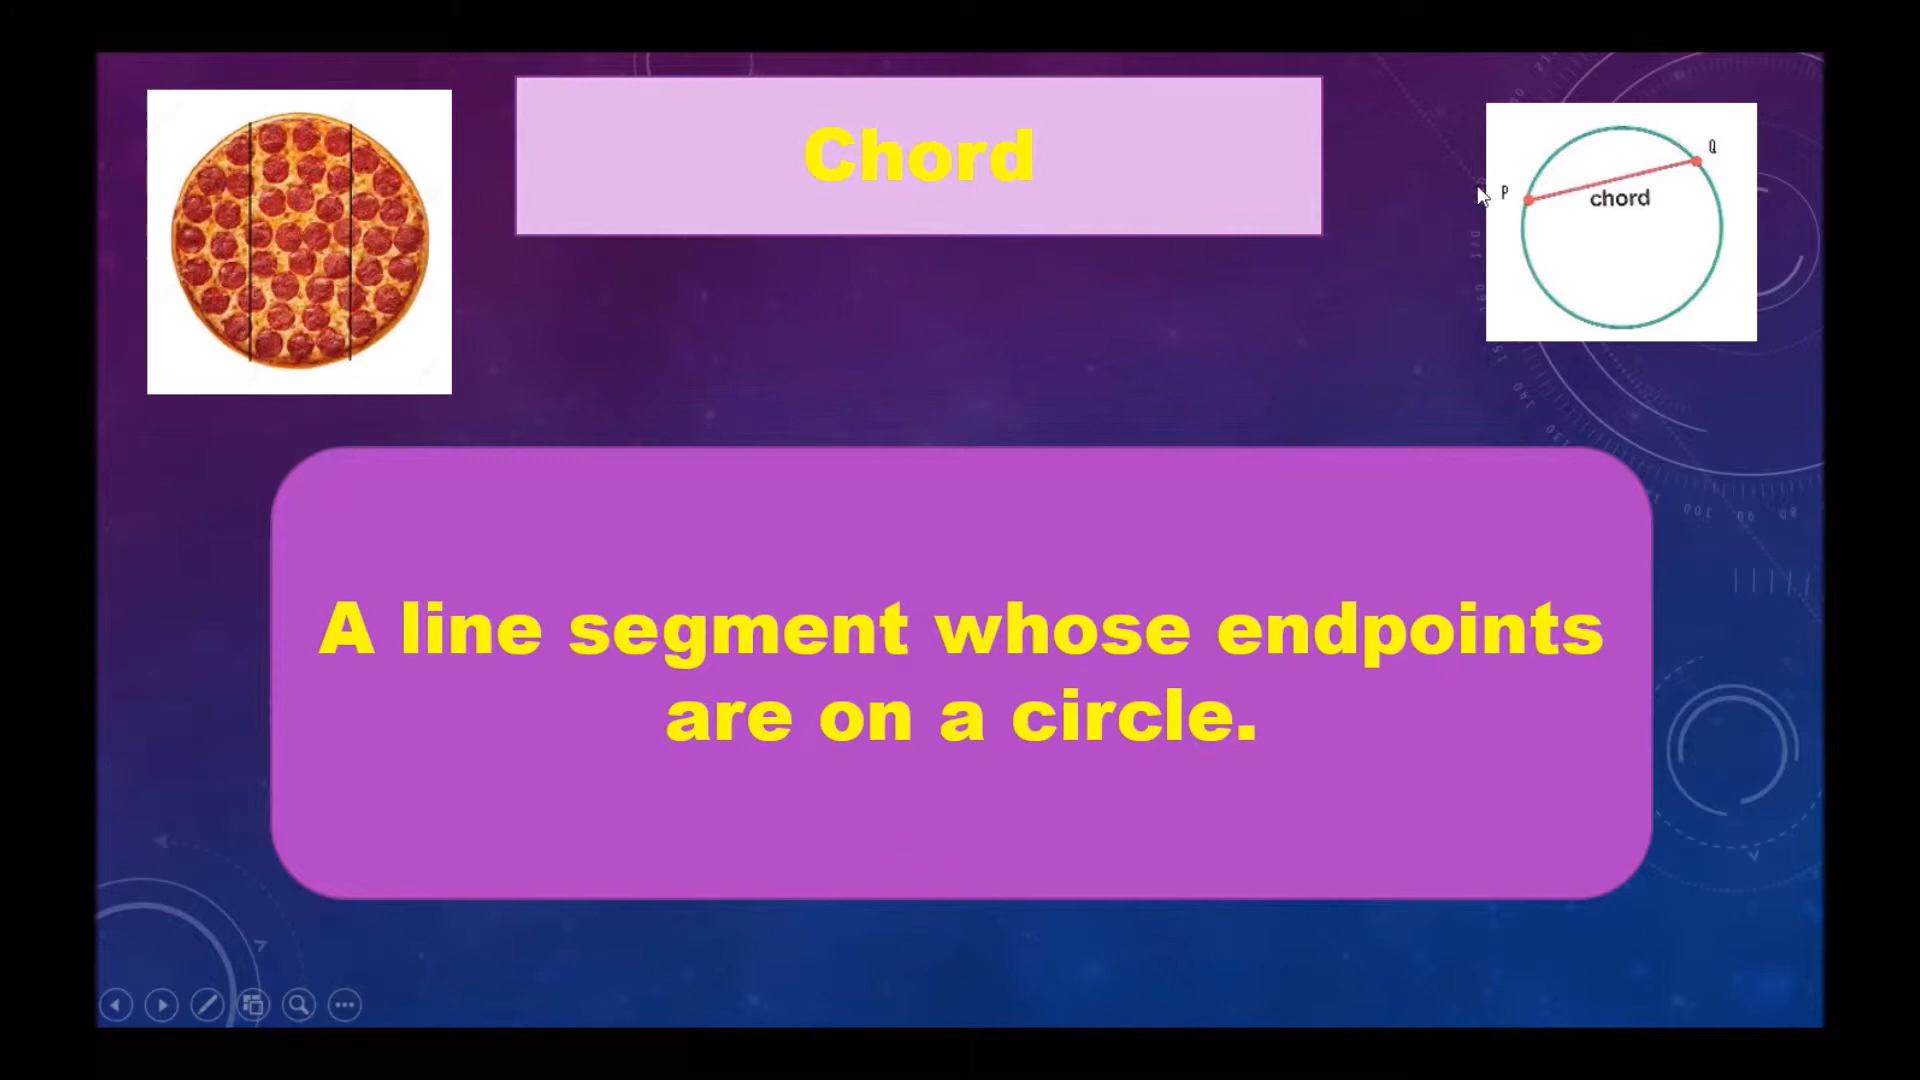 Chord
Q
P
chord
A line segment whose endpoints
are on a circle.